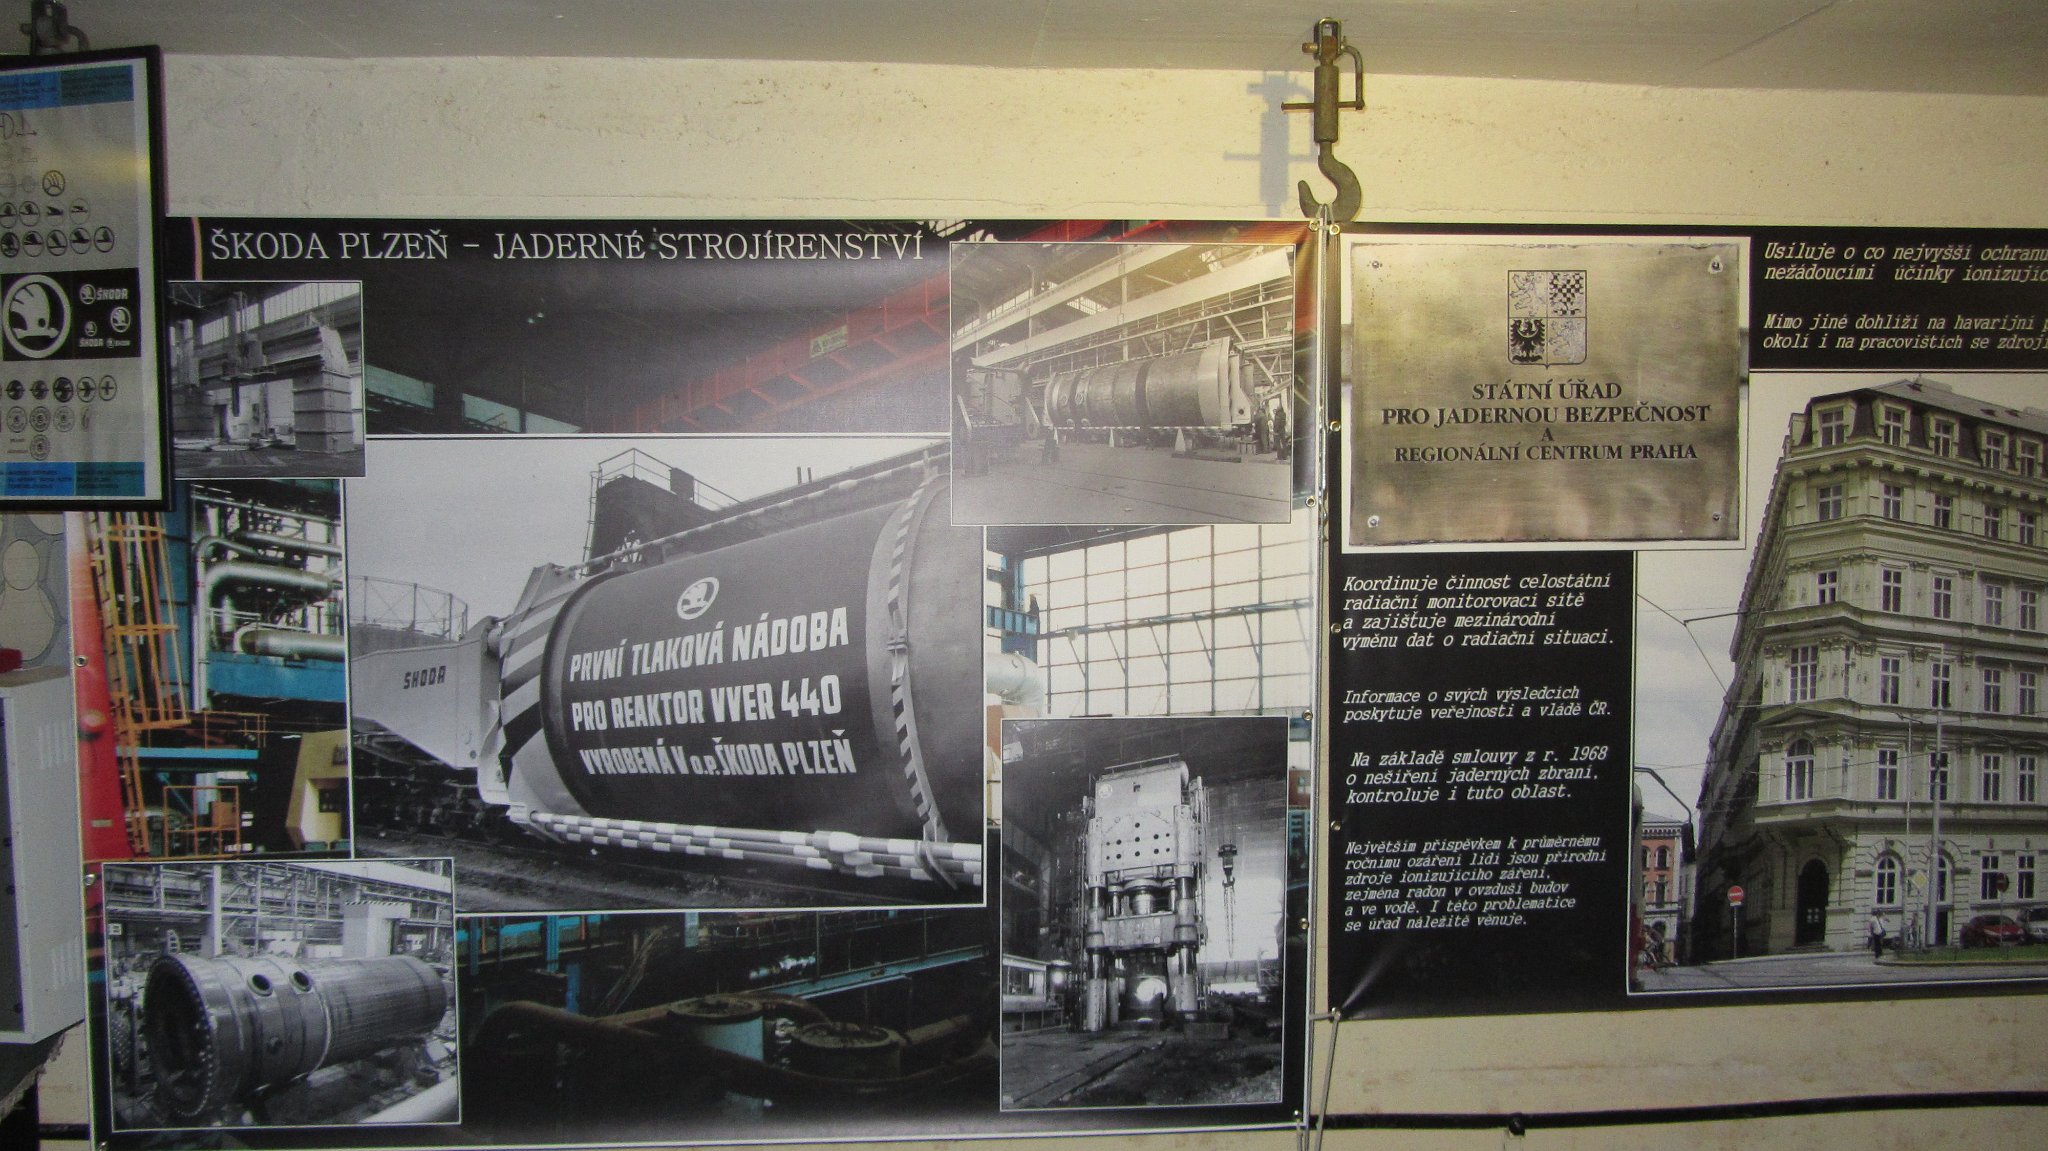 ŠKODA PLZEŇ - JADERNÉ STROJÍRENSTVÍ
ŠKODA
ŠKODA
ŠKODA
PRVNÍ TLAKOVÁ NÁDOBA
PRO REAKTOR VVER 440
VYROBENÁ V o.p. ŠKODA PLZEŇ
STÁTNÍ ÚŘAD
PRO JADERNOU BEZPEČNOST
A
REGIONÁLNÍ CENTRUM PRAHA
Usiluje o co nejvyšší ochranu
nežádoucími účinky ionizujíc
Mimo jiné dohlíží na havarijní p
okolí i na pracovištích se zdroji
Koordinuje činnost celostátní
radiační monitorovací sítě
a zajišťuje mezinárodní
výměnu dat o radiační situaci.
Informace o svých výsledcích
poskytuje veřejnosti a vládě ČR.
Na základě smlouvy z r. 1968
o nešíření jaderných zbraní,
kontroluje i tuto oblast.
Největším příspěvkem k průměrnému
ročnímu ozáření lidí jsou přírodní
zdroje ionizujícího záření,
zejména radon v ovzduší budov
a ve vodě. I této problematice
se úřad náležitě věnuje.